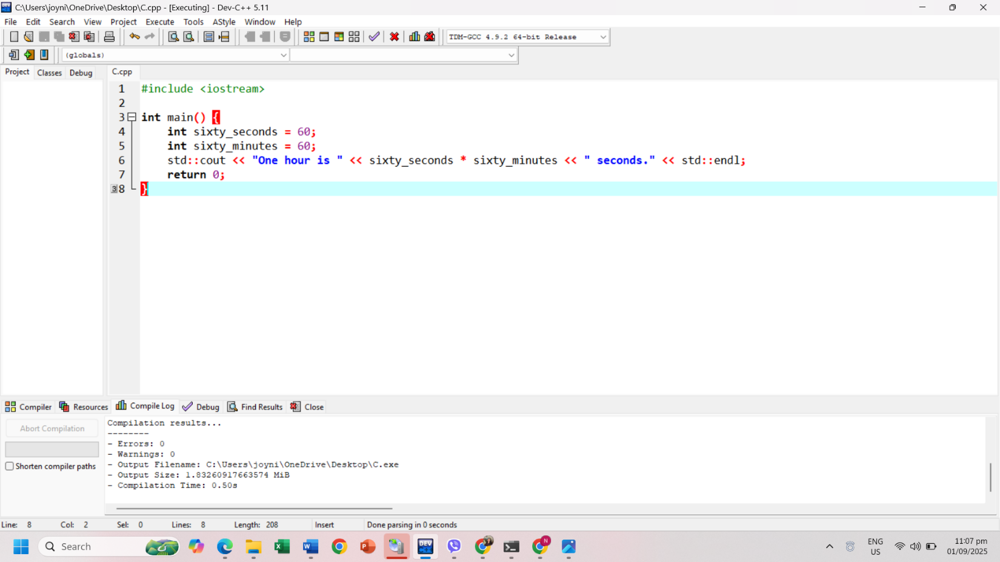 C:\Users\joyni\OneDrive\Desktop\C.cpp - [Executing] - Dev-C++ 5.11
File Edit Search View Project Execute Tools AStyle Window Help
TDM-GCC 4.9.2 64-bit Release
(globals)
Project Classes Debug C.cpp
1 #include <iostream>
2
3 int main() {
4 int sixty_seconds = 60;
5 int sixty_minutes = 60;
6 std::cout << "One hour is " << sixty_seconds * sixty_minutes << " seconds." << std::endl;
7 return 0;
3 8 }
Compiler Resources Compile Log Debug Find Results Close
Abort Compilation
Shorten compiler paths
Compilation results...
--------
- Errors: 0
- Warnings: 0
- Output Filename: C:\Users\joyni\OneDrive\Desktop\C.exe
- Output Size: 1.83260917663574 MiB
- Compilation Time: 0.50s
Line: 8 Col: 2 Sel: 0 Lines: 8 Length: 208 Insert Done parsing in 0 seconds
Search
DEV
N
ENG
US
11:07 pm
01/09/2025